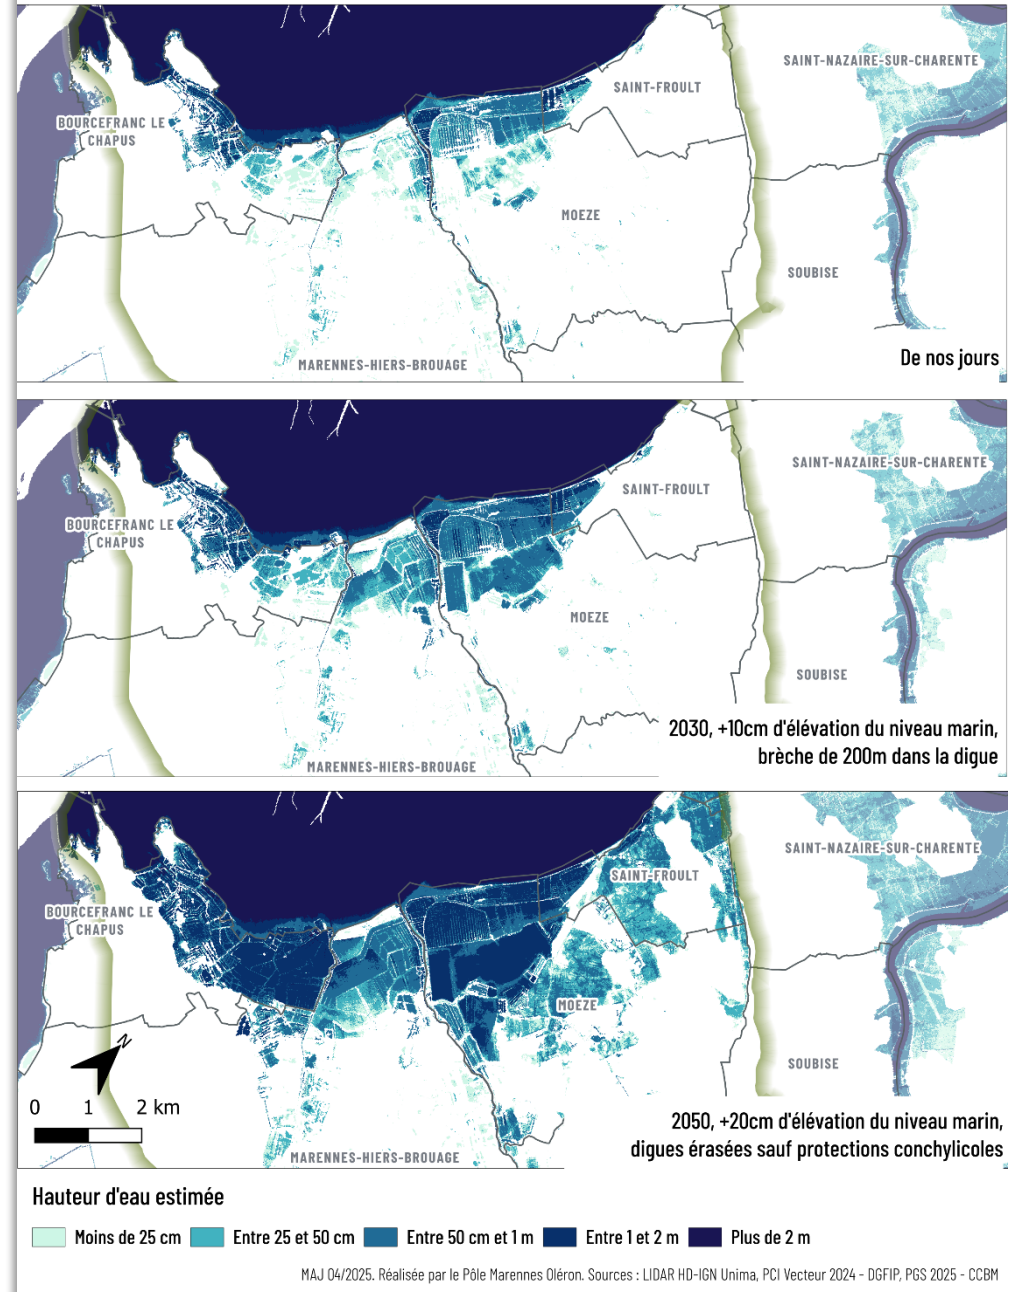 SAINT-NAZAIRE-SUR-CHARENTE
SAINT-FROULT
BOURCEFRANC LE
CHAPUS
MOEZE
SOUBISE
MARENNES-HIERS-BROUAGE
De nos jours
SAINT-NAZAIRE-SUR-CHARENTE
SAINT-FROULT
BOURCEFRANC LE
CHAPUS
MOEZE
SOUBISE
2030, +10cm d'élévation du niveau marin,
brèche de 200m dans la digue
MARENNES-HIERS-BROUAGE
SAINT-NAZAIRE-SUR-CHARENTE
SAINT-FROULT
BOURCEFRANC LE
CHAPUS
MOEZE
N
SOUBISE
0 1 2 km
2050, +20cm d'élévation du niveau marin,
digues érasées sauf protections conchylicoles
MARENNES-HIERS-BROUAGE
Hauteur d'eau estimée
Moins de 25 cm Entre 25 et 50 cm Entre 50 cm et 1 m Entre 1 et 2 m Plus de 2 m
MAJ 04/2025. Réalisée par le Pôle Marennes Oléron. Sources : LIDAR HD-IGN Unima, PCI Vecteur 2024 - DGFIP, PGS 2025 - CCBM